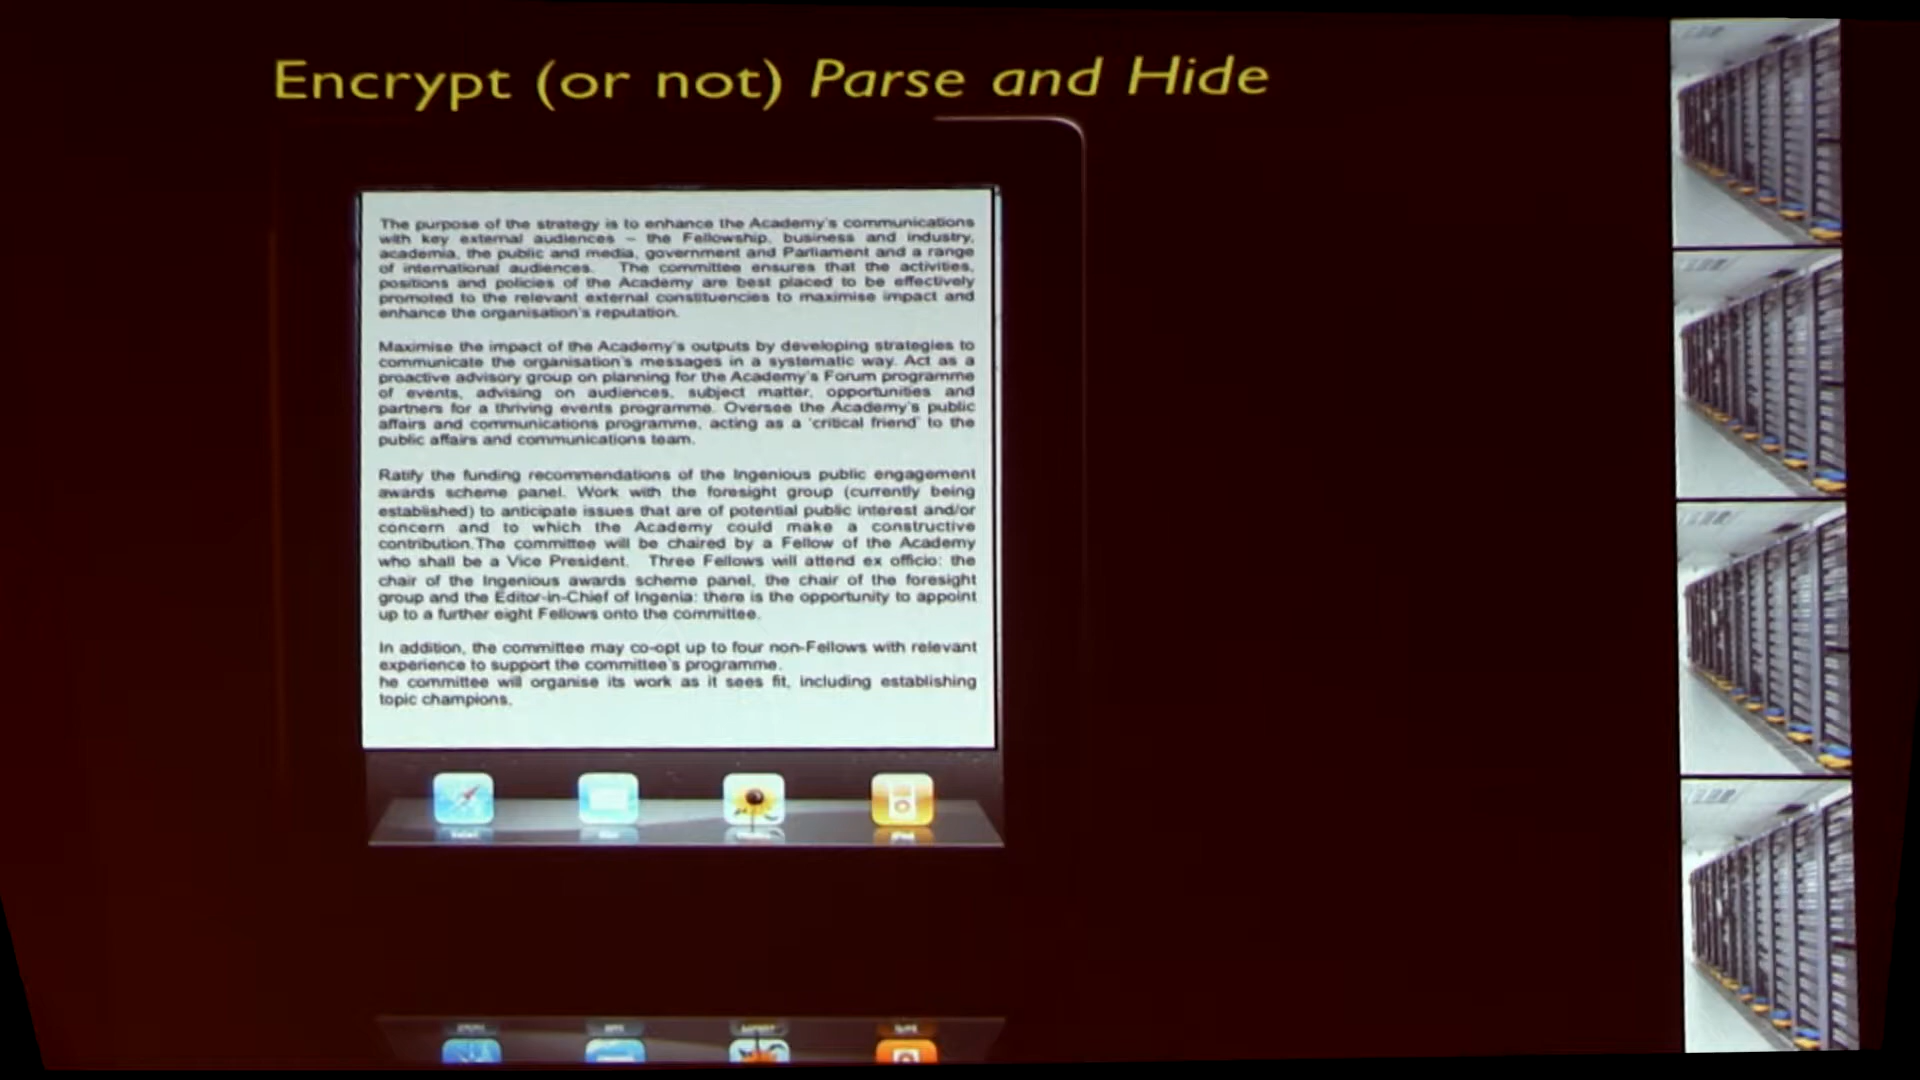 Encrypt (or not) Parse and Hide
The purpose of the strategy is to enhance the Academy's communications
with key external audiences – the Fellowship, business and industry,
academia, the public and media, government and Parliament and a range
of international audiences. The committee ensures that the activities,
positions and policies of the Academy are best placed to be effectively
promoted to the relevant external constituencies to maximise impact and
enhance the organisation's reputation.
Maximise the impact of the Academy's outputs by developing strategies to
communicate the organisation's messages in a systematic way. Act as a
proactive advisory group on planning for the Academy's Forum programme
of events, advising on audiences, subject matter, opportunities and
partners for a thriving events programme. Oversee the Academy's public
affairs and communications programme, acting as a 'critical friend' to the
public affairs and communications team.
Ratify the funding recommendations of the Ingenious public engagement
awards scheme panel. Work with the foresight group (currently being
established) to anticipate issues that are of potential public interest and/or
concern and to which the Academy could make a constructive
contribution.The committee will be chaired by a Fellow of the Academy
who shall be a Vice President. Three Fellows will attend ex officio: the
chair of the Ingenious awards scheme panel, the chair of the foresight
group and the Editor-in-Chief of Ingenia: there is the opportunity to appoint
up to a further eight Fellows onto the committee.
In addition, the committee may co-opt up to four non-Fellows with relevant
experience to support the committee's programme.
he committee will organise its work as it sees fit, including establishing
topic champions.